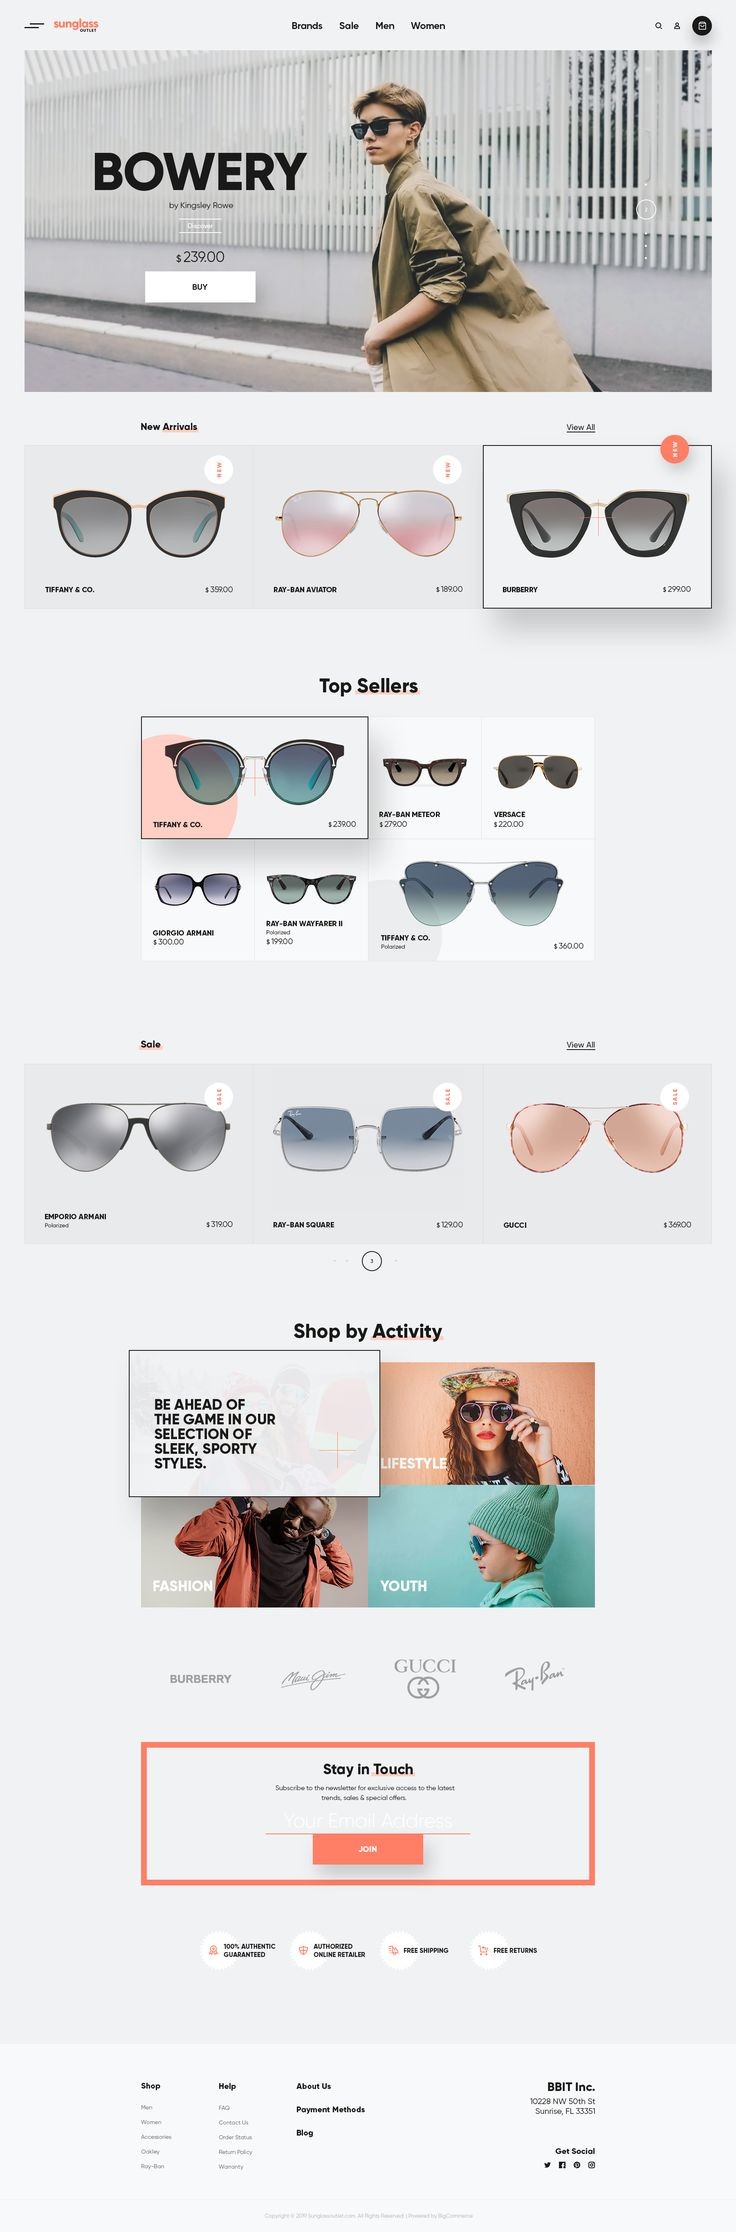 sunglass
OUTLET
Brands Sale Men Women
BOWERY
by Kingsley Rowe
Discover
$ 239.00
BUY
2
New Arrivals
View All
NEW
NEW
NEW
TIFFANY & CO. $ 359.00
RAY-BAN AVIATOR $ 189.00
BURBERRY $ 299.00
Top Sellers
TIFFANY & CO. $ 239.00
RAY-BAN METEOR
$ 279.00
VERSACE
$ 220.00
GIORGIO ARMANI
$ 300.00
RAY-BAN WAYFARER II
Polarized
$ 199.00
TIFFANY & CO.
Polarized
$ 360.00
Sale
View All
SALE
SALE
SALE
Ray-Ban
EMPORIO ARMANI
Polarized
$ 319.00
RAY-BAN SQUARE $ 129.00
GUCCI $ 369.00
3
Shop by Activity
BE AHEAD OF
THE GAME IN OUR
SELECTION OF
SLEEK, SPORTY
STYLES.
LIFESTYLE
FASHION
YOUTH
BURBERRY
Maui Jim
GUCCI
Ray-Ban
Stay in Touch
Subscribe to the newsletter for exclusive access to the latest
trends, sales & special offers.
Your Email Address
JOIN
100% AUTHENTIC
GUARANTEED
AUTHORIZED
ONLINE RETAILER
FREE SHIPPING
FREE RETURNS
Shop
Men
Women
Accessories
Oakley
Ray-Ban
Help
FAQ
Contact Us
Order Status
Return Policy
Warranty
About Us
Payment Methods
Blog
BBIT Inc.
10228 NW 50th St
Sunrise, FL 33351
Get Social
Copyright © 2019 Sunglassoutlet.com. All Rights Reserved. | Powered by BigCommerce